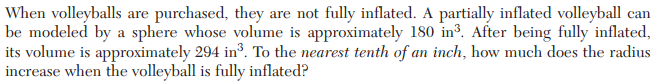 When volleyballs are purchased, they are not fully inflated. A partially inflated volleyball can
be modeled by a sphere whose volume is approximately 180 in³. After being fully inflated,
its volume is approximately 294 in³. To the nearest tenth of an inch, how much does the radius
increase when the volleyball is fully inflated?